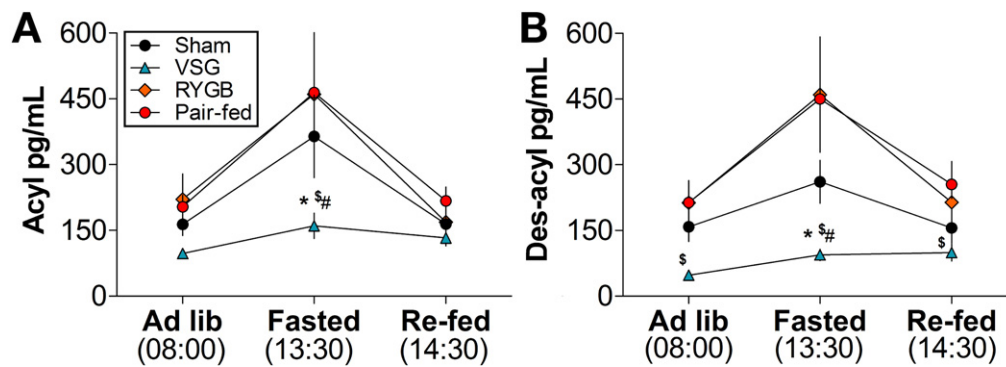 A
Sham
VSG
RYGB
Pair-fed
Acyl pg/mL
600
450
300
150
0
* $#
Ad lib
(08:00)
Fasted
(13:30)
Re-fed
(14:30)
B
Des-acyl pg/mL
600
450
300
150
0
$
* $#
$
Ad lib
(08:00)
Fasted
(13:30)
Re-fed
(14:30)